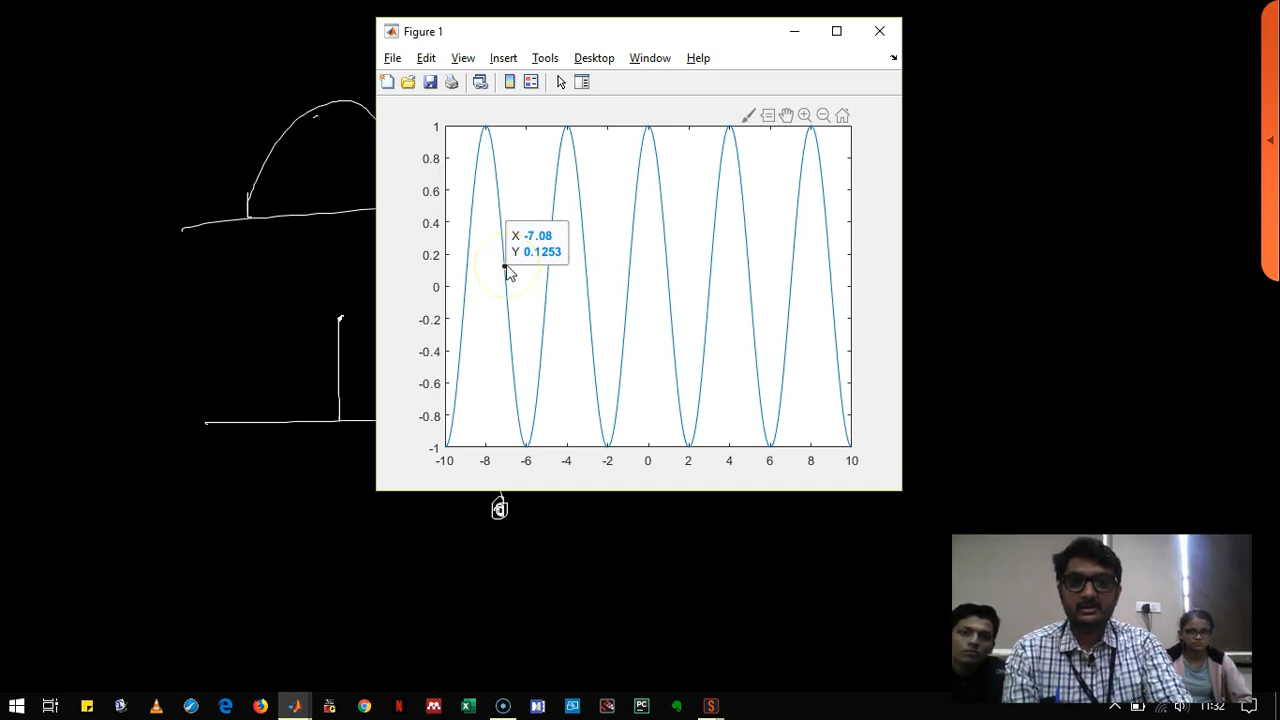 Figure 1
File Edit View Insert Tools Desktop Window Help
1
0.8
0.6
0.4
0.2
0
-0.2
-0.4
-0.6
-0.8
-1
X -7.08
Y 0.1253
-10 -8 -6 -4 -2 0 2 4 6 8 10
PC
11:32